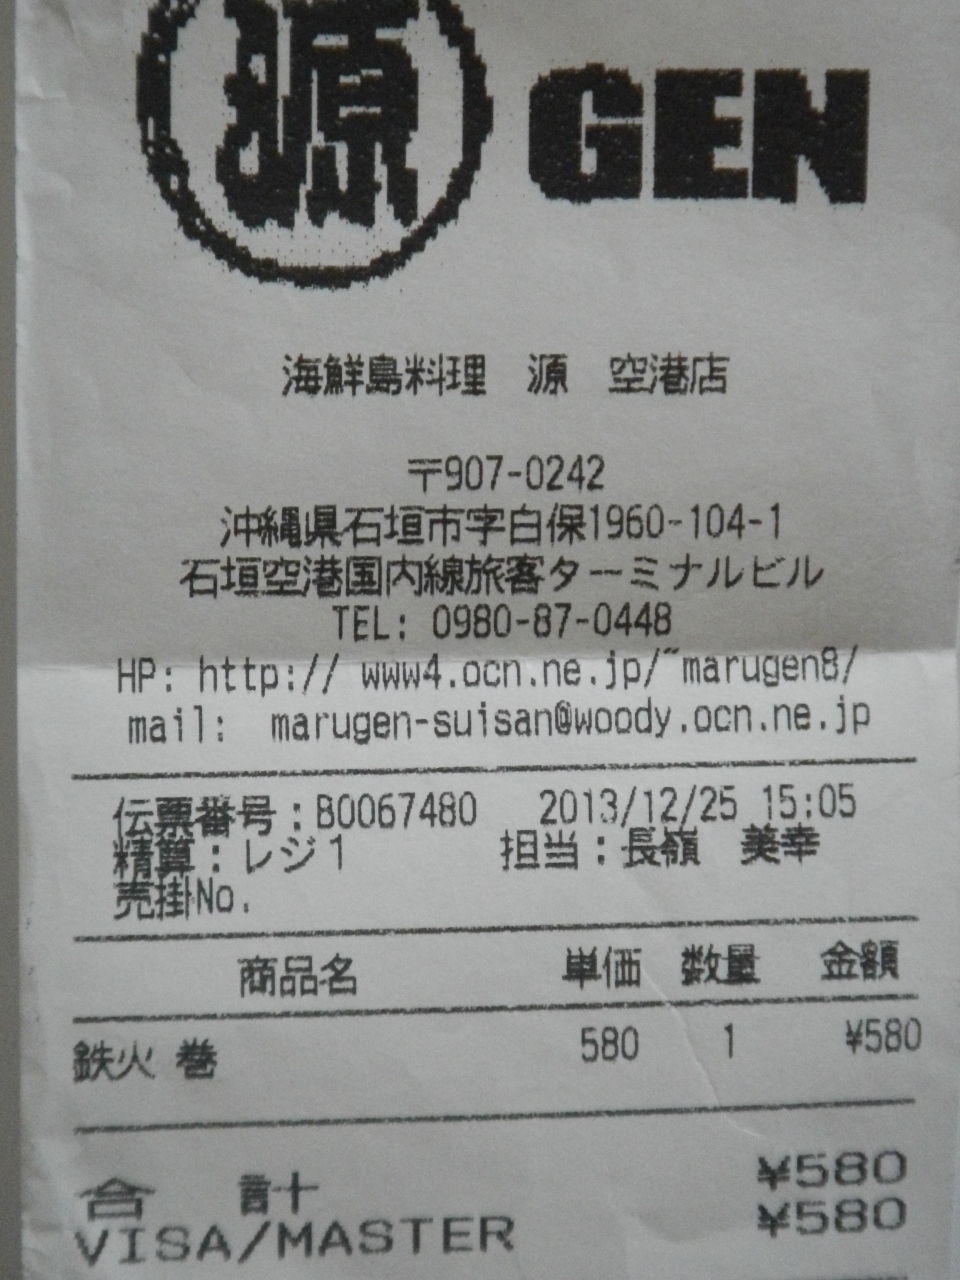 源 GEN
海鮮島料理 源 空港店
〒907-0242
沖縄県石垣市字白保1960-104-1
石垣空港国内線旅客ターミナルビル
TEL: 0980-87-0448
HP: http:// www4.ocn.ne.jp/~marugen8/
mail: marugen-suisan@woody.ocn.ne.jp
伝票番号:B0067480 2013/12/25 15:05
精算:レジ1 担当:長嶺 美幸
売掛No.
商品名 単価 数量 金額
鉄火 巻 580 1 ¥580
合 計 ¥580
VISA/MASTER ¥580